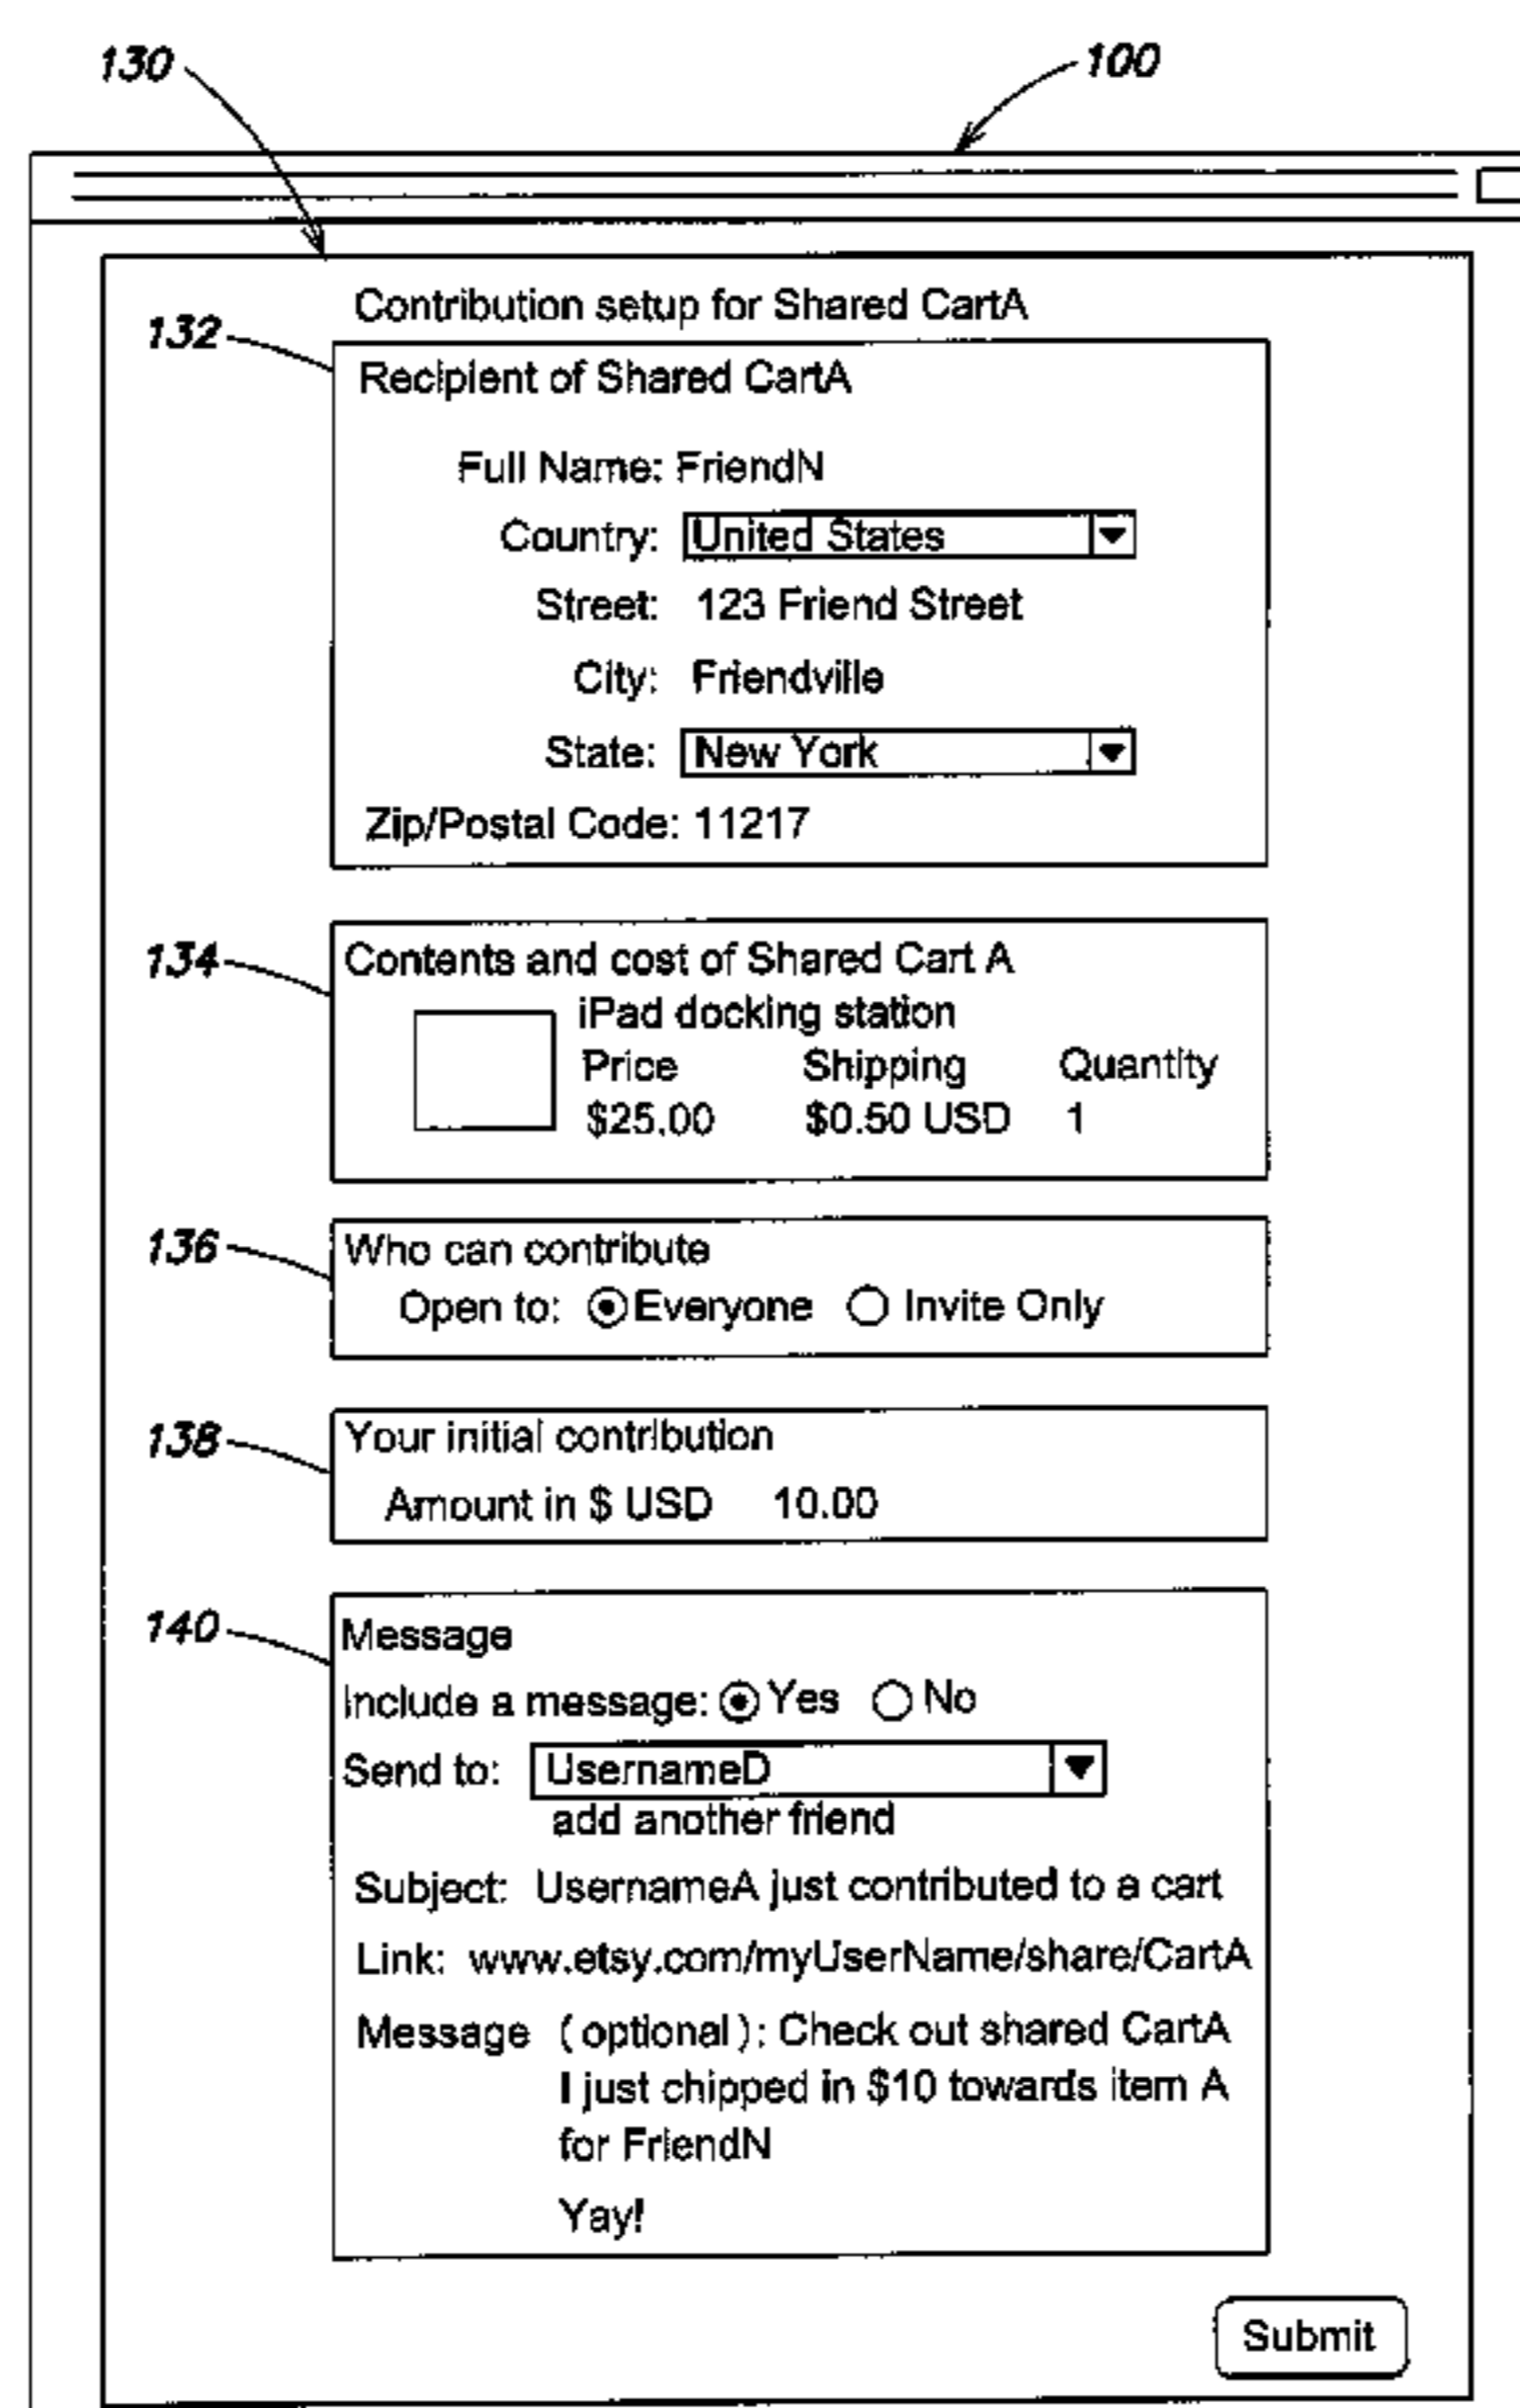 130
100
Contribution setup for Shared CartA
132
Recipient of Shared CartA
Full Name: FriendN
Country: United States
Street: 123 Friend Street
City: Friendville
State: New York
Zip/Postal Code: 11217
134
Contents and cost of Shared Cart A
iPad docking station
Price Shipping Quantity
$25.00 $0.50 USD 1
136
Who can contribute
Open to: Everyone Invite Only
138
Your initial contribution
Amount in $ USD 10.00
140
Message
Include a message: Yes No
Send to: UsernameD
add another friend
Subject: UsernameA just contributed to a cart
Link: www.etsy.com/myUserName/share/CartA
Message (optional): Check out shared CartA
I just chipped in $10 towards item A
for FriendN
Yay!
Submit